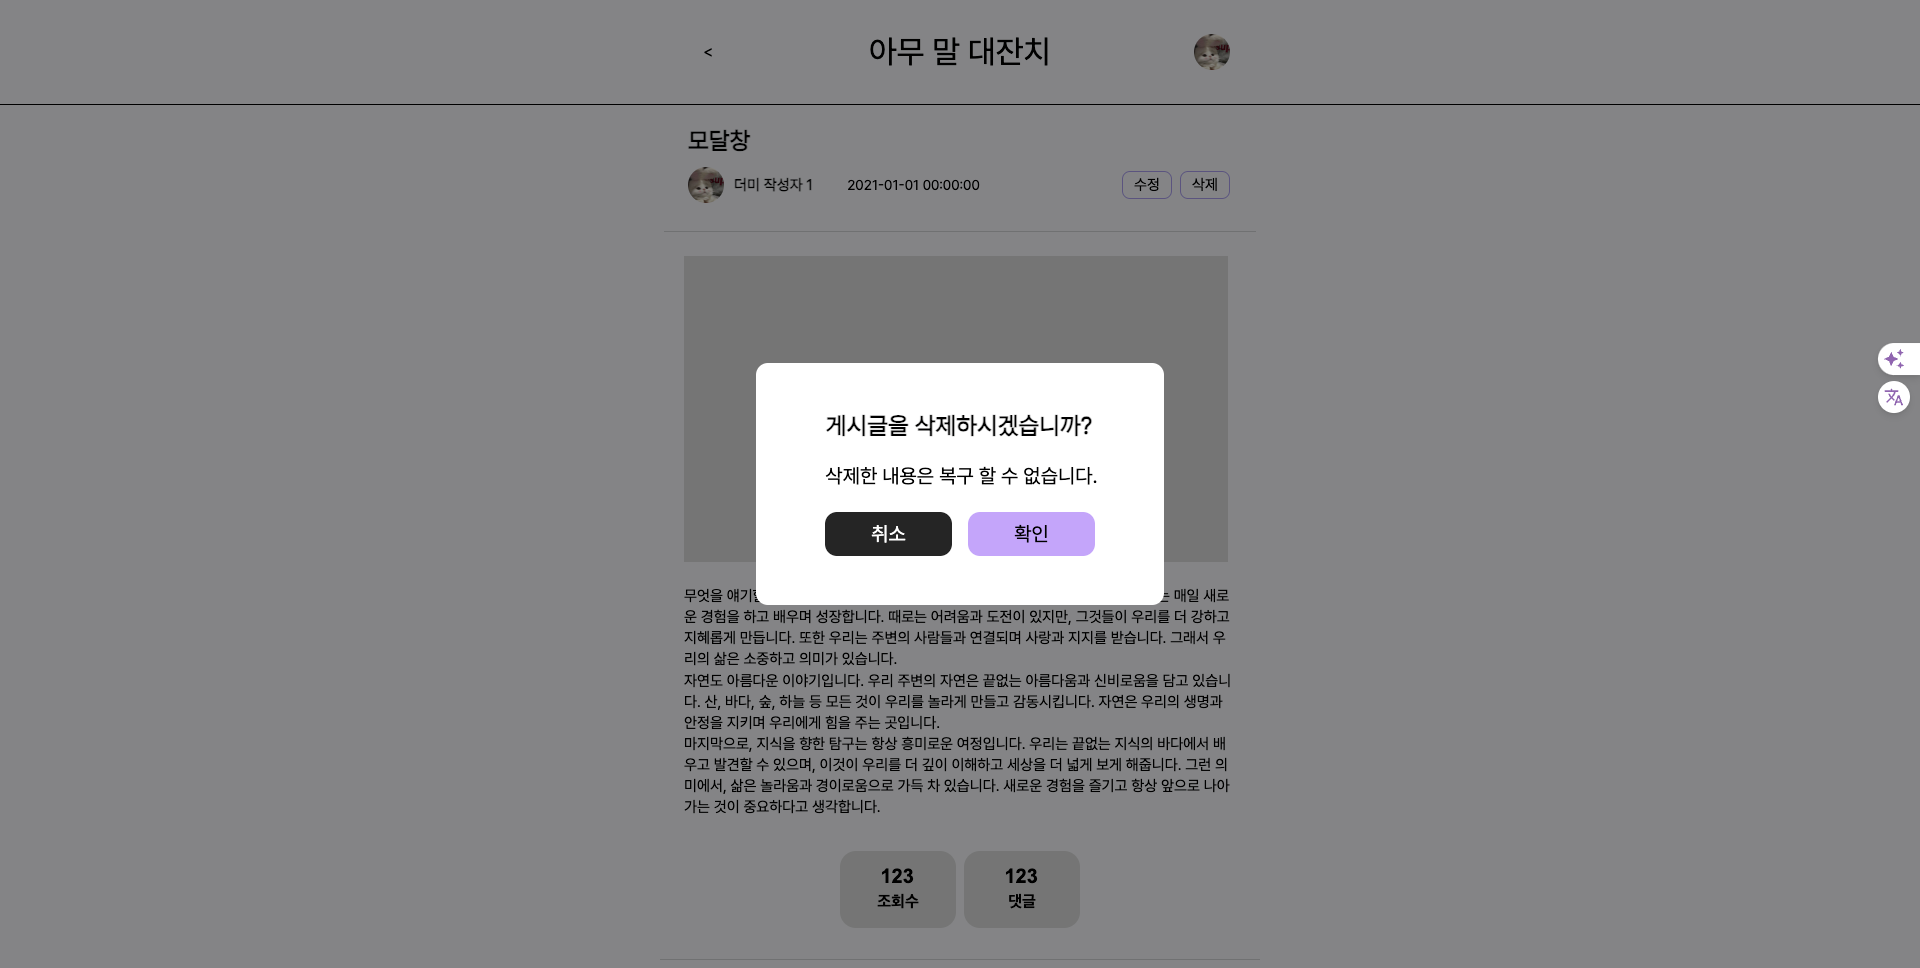 <
아무 말 대잔치
모달창
더미 작성자 1 2021-01-01 00:00:00 수정 삭제
게시글을 삭제하시겠습니까?
삭제한 내용은 복구 할 수 없습니다.
취소 확인
무엇을 얘기 매일 새로
운 경험을 하고 배우며 성장합니다. 때로는 어려움과 도전이 있지만, 그것들이 우리를 더 강하고
지혜롭게 만듭니다. 또한 우리는 주변의 사람들과 연결되며 사랑과 지지를 받습니다. 그래서 우
리의 삶은 소중하고 의미가 있습니다.
자연도 아름다운 이야기입니다. 우리 주변의 자연은 끝없는 아름다움과 신비로움을 담고 있습니
다. 산, 바다, 숲, 하늘 등 모든 것이 우리를 놀라게 만들고 감동시킵니다. 자연은 우리의 생명과
안정을 지키며 우리에게 힘을 주는 곳입니다.
마지막으로, 지식을 향한 탐구는 항상 흥미로운 여정입니다. 우리는 끝없는 지식의 바다에서 배
우고 발견할 수 있으며, 이것이 우리를 더 깊이 이해하고 세상을 더 넓게 보게 해줍니다. 그런 의
미에서, 삶은 놀라움과 경이로움으로 가득 차 있습니다. 새로운 경험을 즐기고 항상 앞으로 나아
가는 것이 중요하다고 생각합니다.
123 123
조회수 댓글